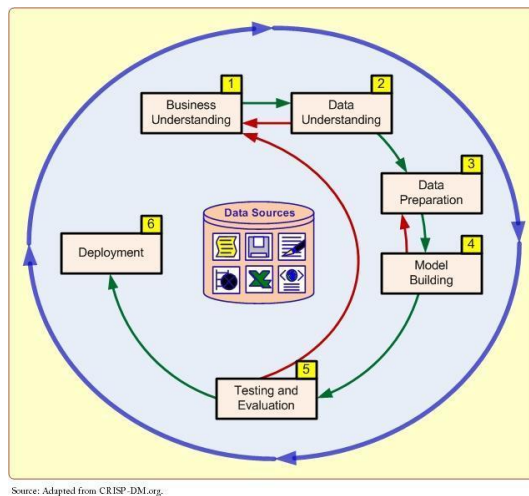 1
Business
Understanding
2
Data
Understanding
3
Data
Preparation
4
Model
Building
5
Testing and
Evaluation
6
Deployment
Data Sources
Source: Adapted from CRISP-DM.org.